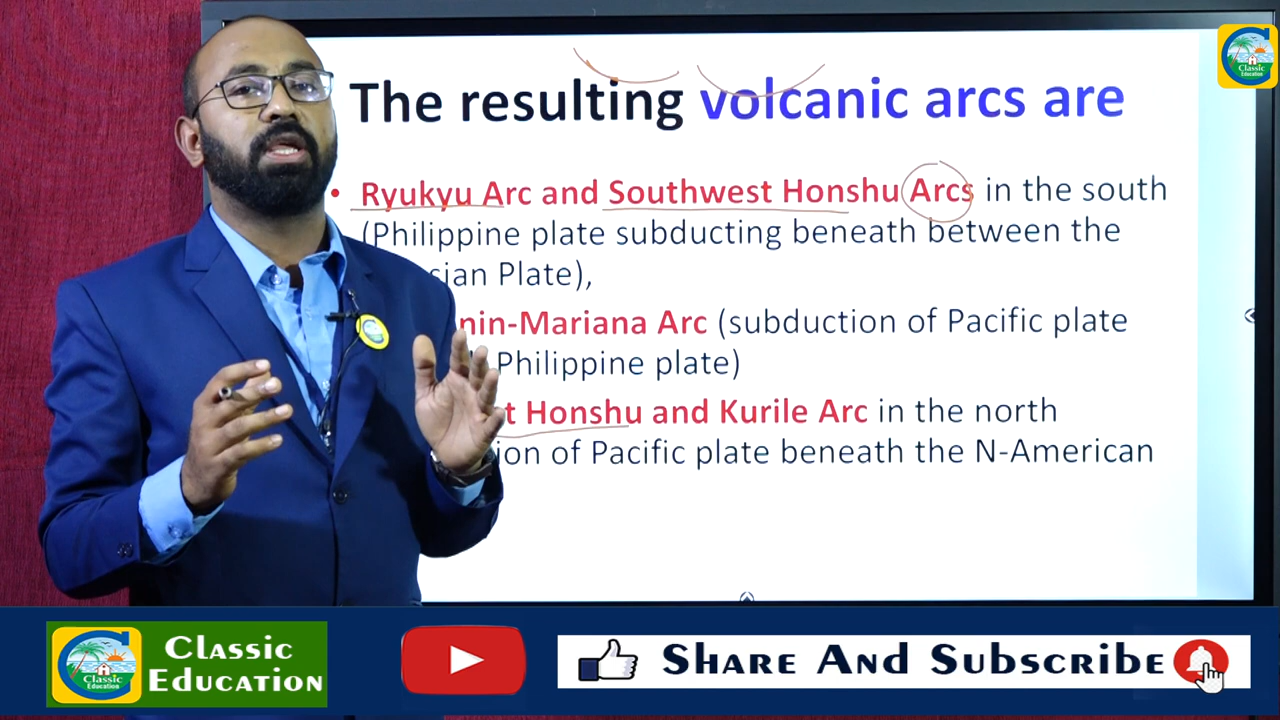 The resulting volcanic arcs are
• Ryukyu Arc and Southwest Honshu Arcs in the south
(Philippine plate subducting beneath between the
sian Plate),
nin-Mariana Arc (subduction of Pacific plate
Philippine plate)
t Honshu and Kurile Arc in the north
ion of Pacific plate beneath the N-American
Classic
Education
Classic
Education
Classic
Education
Share And Subscribe